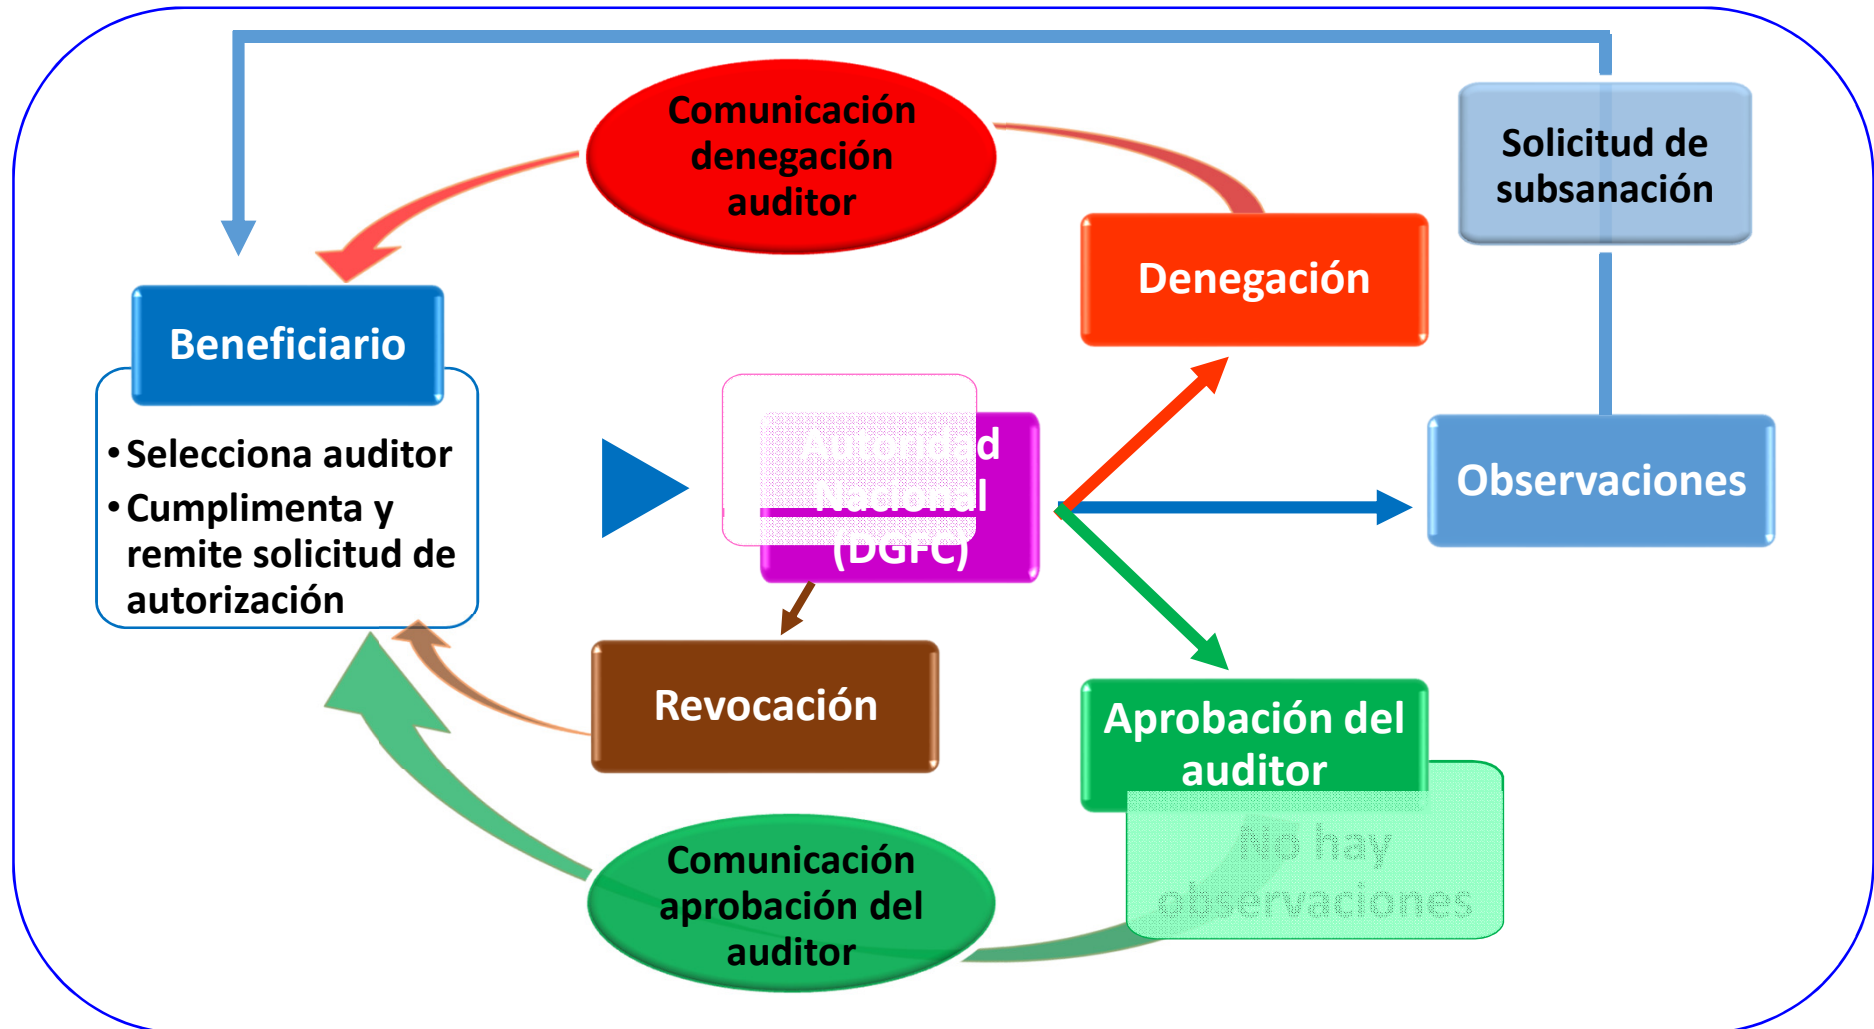 Comunicación
denegación
auditor
Solicitud de
subsanación
Denegación
Beneficiario
• Selecciona auditor
• Cumplimenta y
remite solicitud de
autorización
Autoridad
Nacional
(DGFC)
Observaciones
Revocación
Aprobación del
auditor
No hay
observaciones
Comunicación
aprobación del
auditor